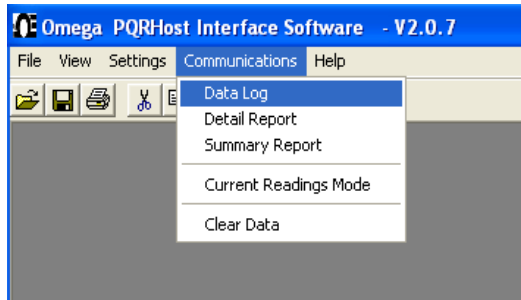 Omega PQRHost Interface Software - V2.0.7
File View Settings Communications Help
Data Log
Detail Report
Summary Report
Current Readings Mode
Clear Data